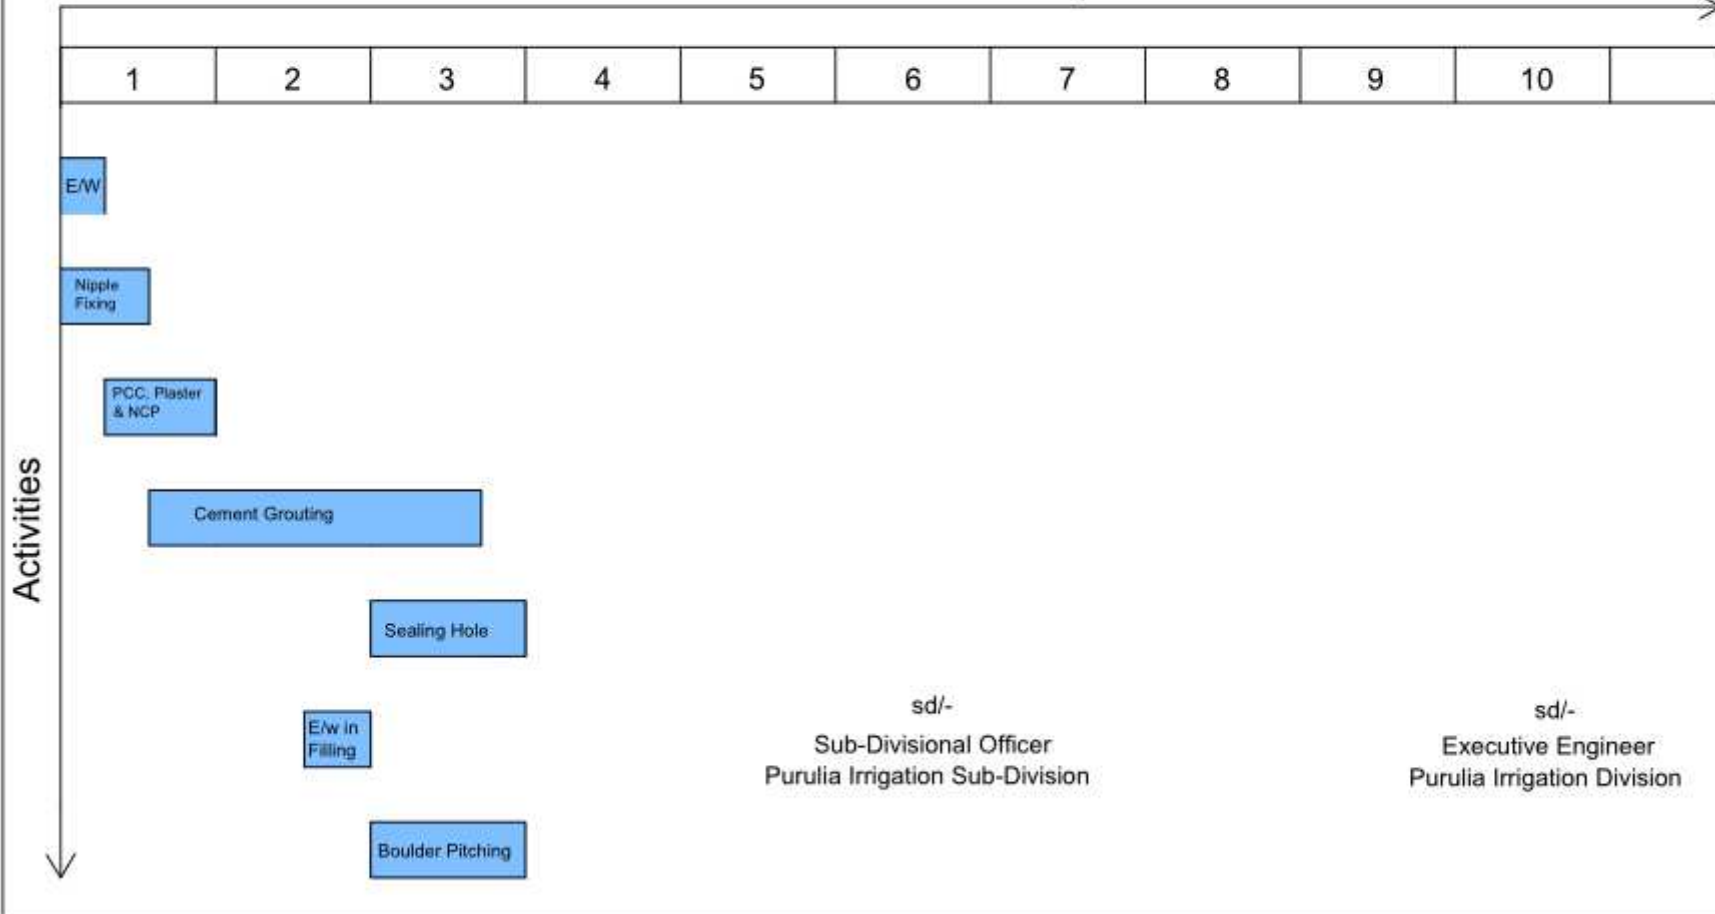 1 2 3 4 5 6 7 8 9 10
E/W
Nipple
Fixing
PCC, Plaster
& NCP
Activities
Cement Grouting
Sealing Hole
E/w in
Filling
Boulder Pitching
sd/-
Sub-Divisional Officer
Purulia Irrigation Sub-Division
sd/-
Executive Engineer
Purulia Irrigation Division